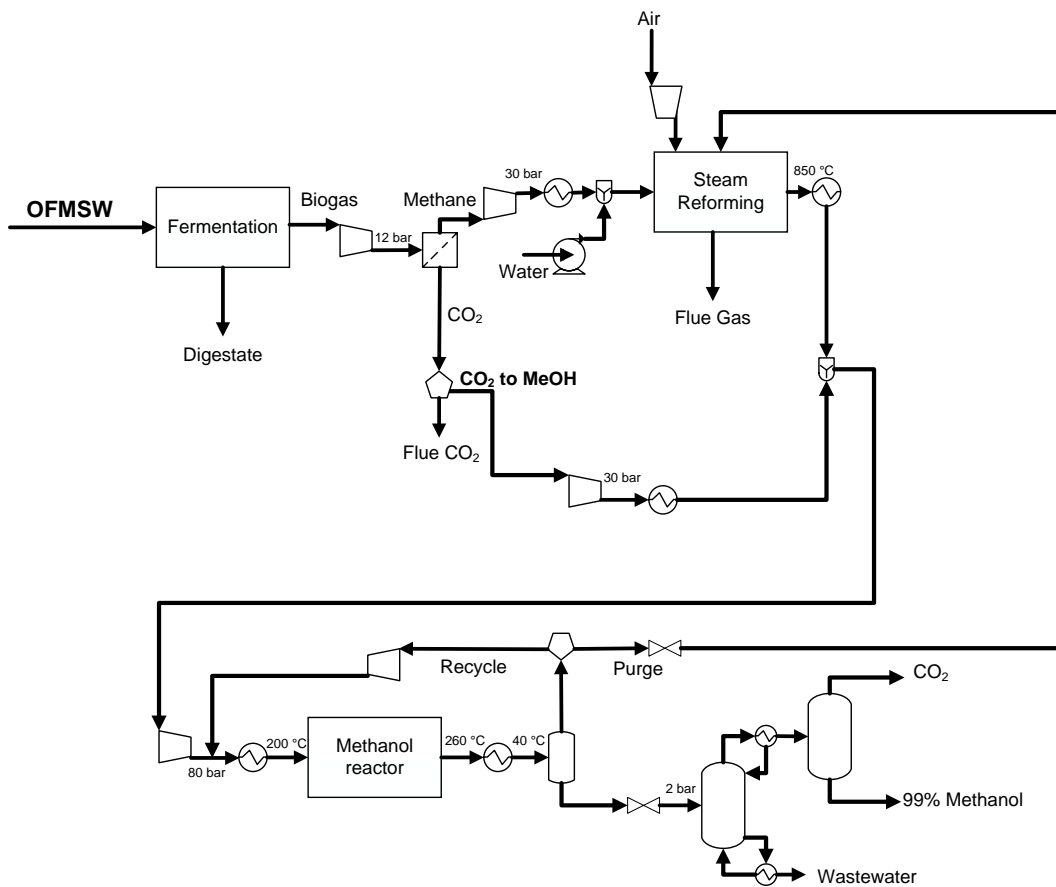 Air
OFMSW
Fermentation
Biogas
12 bar
Methane
30 bar
Steam
Reforming
850 °C
Water
Digestate
CO₂
Flue Gas
CO₂ to MeOH
Flue CO₂
30 bar
Recycle
Purge
CO₂
80 bar
200 °C
Methanol
reactor
260 °C
40 °C
2 bar
99% Methanol
Wastewater